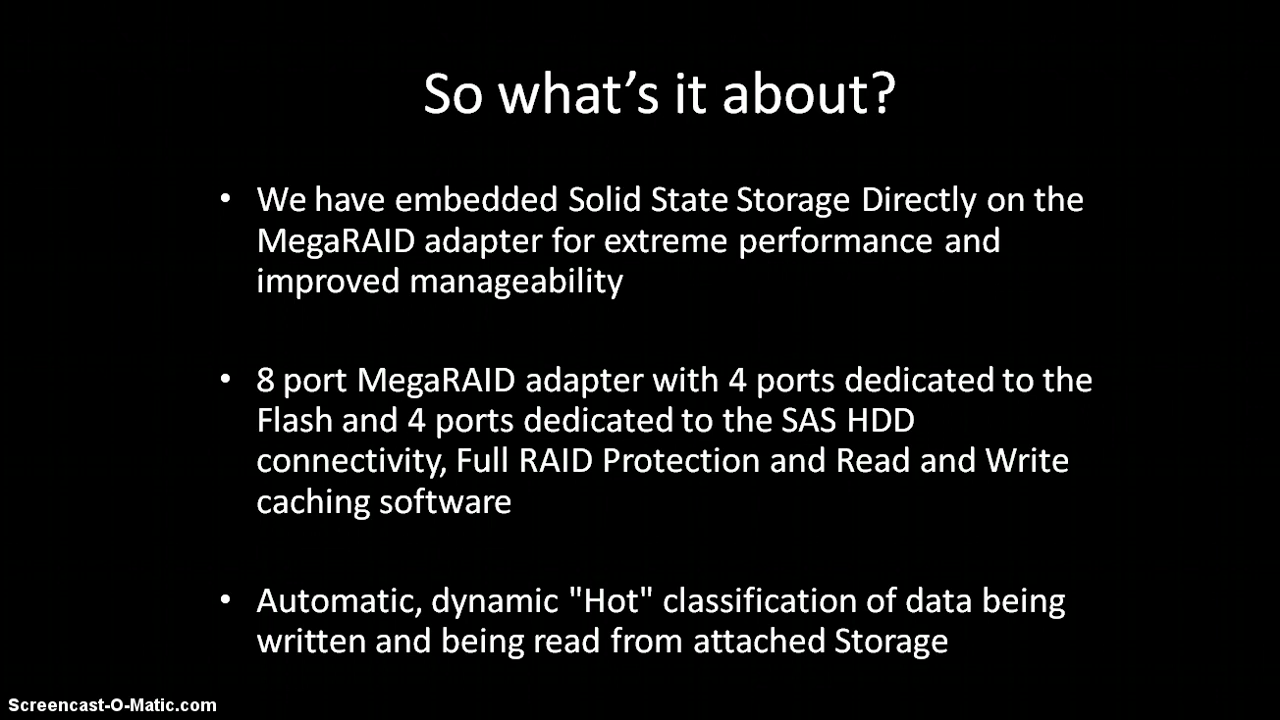 So what’s it about?
• We have embedded Solid State Storage Directly on the
MegaRAID adapter for extreme performance and
improved manageability
• 8 port MegaRAID adapter with 4 ports dedicated to the
Flash and 4 ports dedicated to the SAS HDD
connectivity, Full RAID Protection and Read and Write
caching software
• Automatic, dynamic "Hot" classification of data being
written and being read from attached Storage
Screencast-O-Matic.com